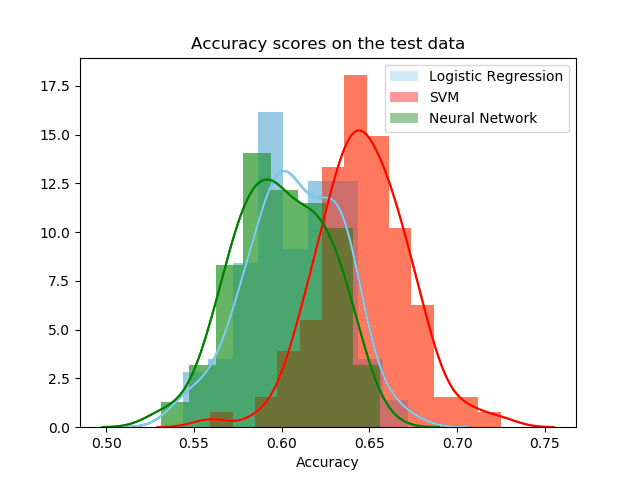 Accuracy scores on the test data
Logistic Regression
SVM
Neural Network
17.5
15.0
12.5
10.0
7.5
5.0
2.5
0.0
0.50 0.55 0.60 0.65 0.70 0.75
Accuracy